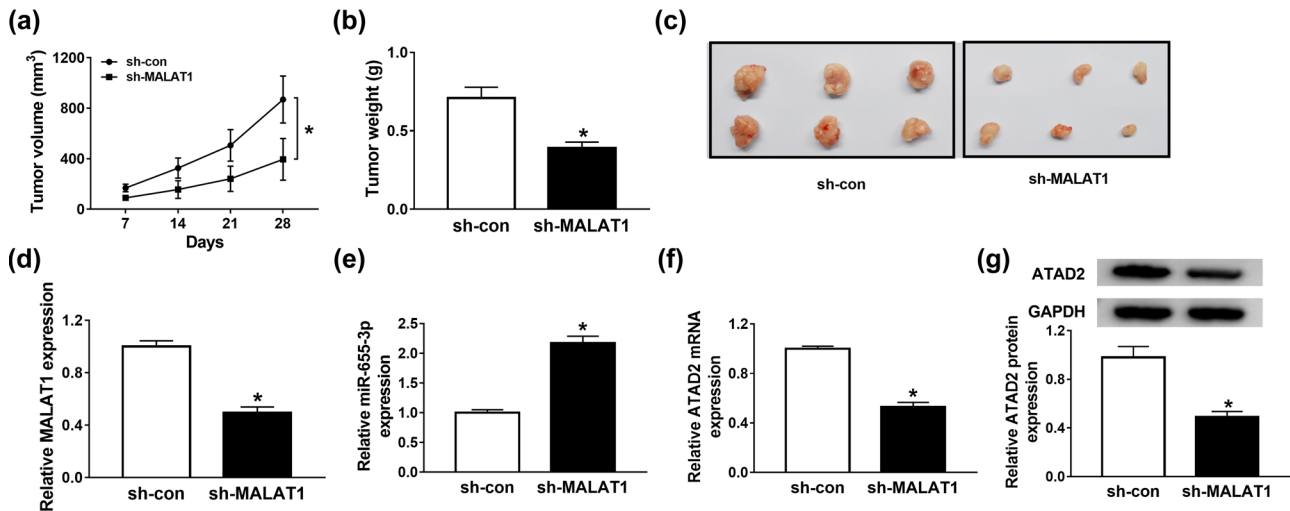 (a)
Tumor volume (mm³)
1200
800
400
0
sh-con
sh-MALAT1
*
7 14 21 28
Days
(b)
Tumor weight (g)
1.0
0.5
0.0
*
sh-con sh-MALAT1
(c)
sh-con sh-MALAT1
(d)
Relative MALAT1 expression
1.2
0.8
0.4
0.0
*
sh-con sh-MALAT1
(e)
Relative miR-655-3p
expression
2.5
2.0
1.5
1.0
0.5
0.0
*
sh-con sh-MALAT1
(f)
Relative ATAD2 mRNA
expression
1.2
0.8
0.4
0.0
*
sh-con sh-MALAT1
(g)
ATAD2
GAPDH
Relative ATAD2 protein
expression
1.2
0.8
0.4
0.0
*
sh-con sh-MALAT1